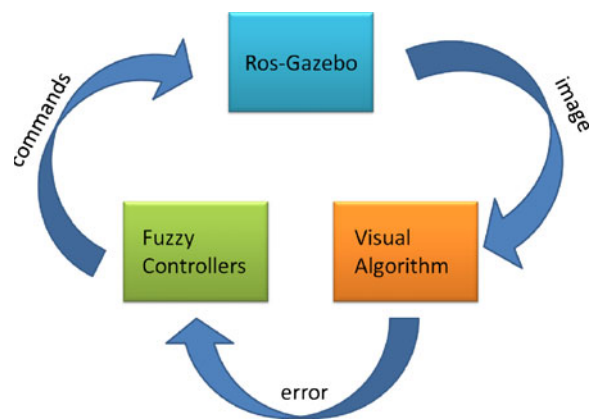 Ros-Gazebo
image
commands
Fuzzy
Controllers
Visual
Algorithm
error